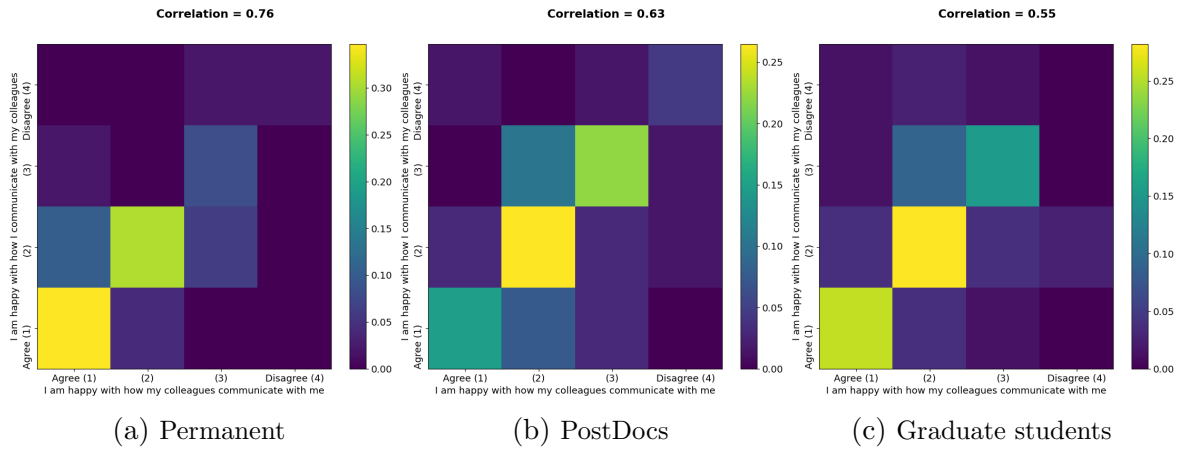 Correlation = 0.76
I am happy with how I communicate with my colleagues
Disagree (4)
(3)
(2)
Agree (1)
Agree (1) (2) (3) Disagree (4)
I am happy with how my colleagues communicate with me
0.30
0.25
0.20
0.15
0.10
0.05
0.00
(a) Permanent
Correlation = 0.63
I am happy with how I communicate with my colleagues
Disagree (4)
(3)
(2)
Agree (1)
Agree (1) (2) (3) Disagree (4)
I am happy with how my colleagues communicate with me
0.25
0.20
0.15
0.10
0.05
0.00
(b) PostDocs
Correlation = 0.55
I am happy with how I communicate with my colleagues
Disagree (4)
(3)
(2)
Agree (1)
Agree (1) (2) (3) Disagree (4)
I am happy with how my colleagues communicate with me
0.25
0.20
0.15
0.10
0.05
0.00
(c) Graduate students